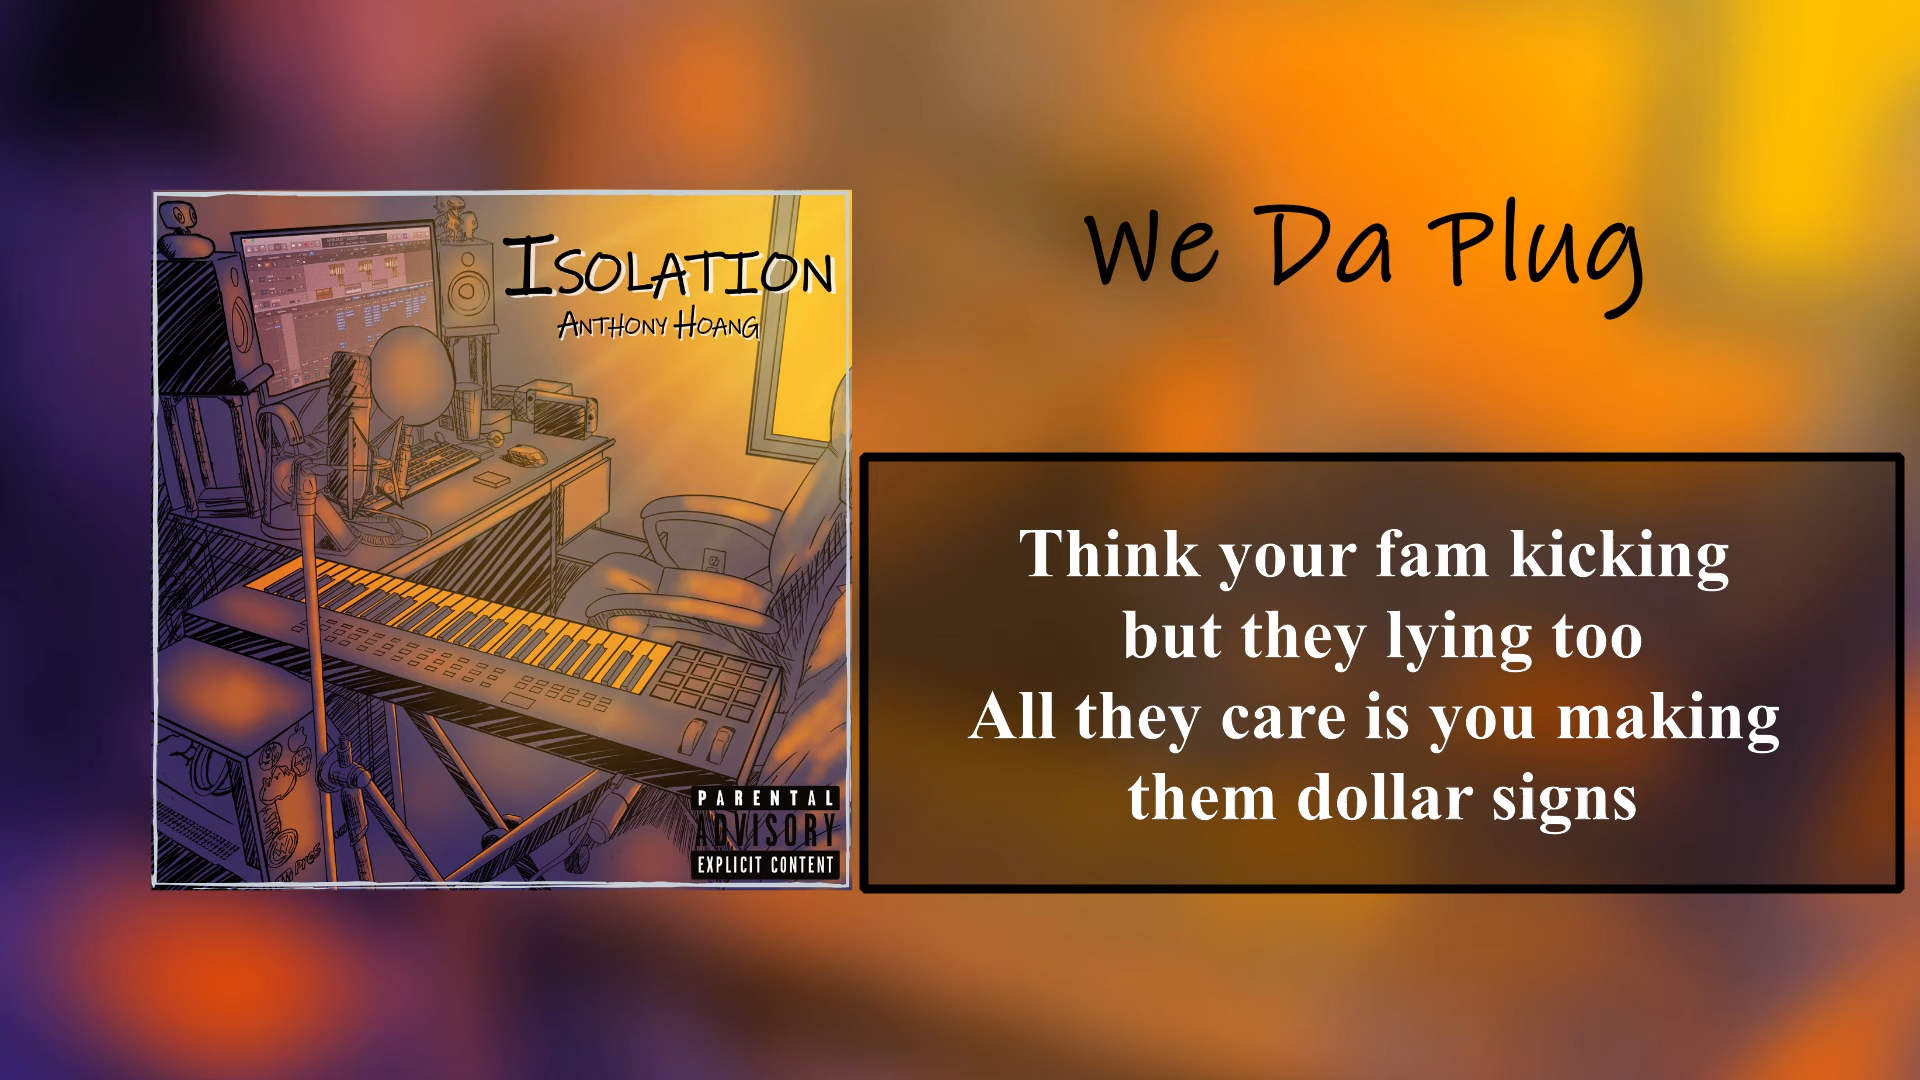 Isolation
Anthony Hoang
PARENTAL
ADVISORY
EXPLICIT CONTENT
We Da Plug
Think your fam kicking
but they lying too
All they care is you making
them dollar signs